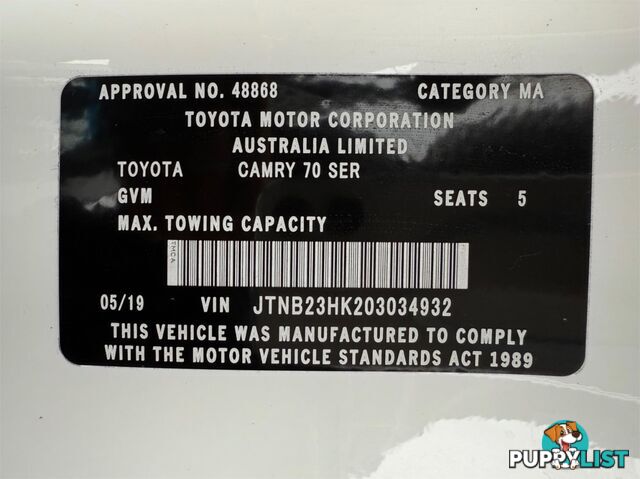 APPROVAL NO. 48868 CATEGORY MA
TOYOTA MOTOR CORPORATION
AUSTRALIA LIMITED
TOYOTA CAMRY 70 SER
GVM SEATS 5
MAX. TOWING CAPACITY
TMCA
05/19 VIN JTNB23HK203034932
THIS VEHICLE WAS MANUFACTURED TO COMPLY
WITH THE MOTOR VEHICLE STANDARDS ACT 1989
PUPPYLIST